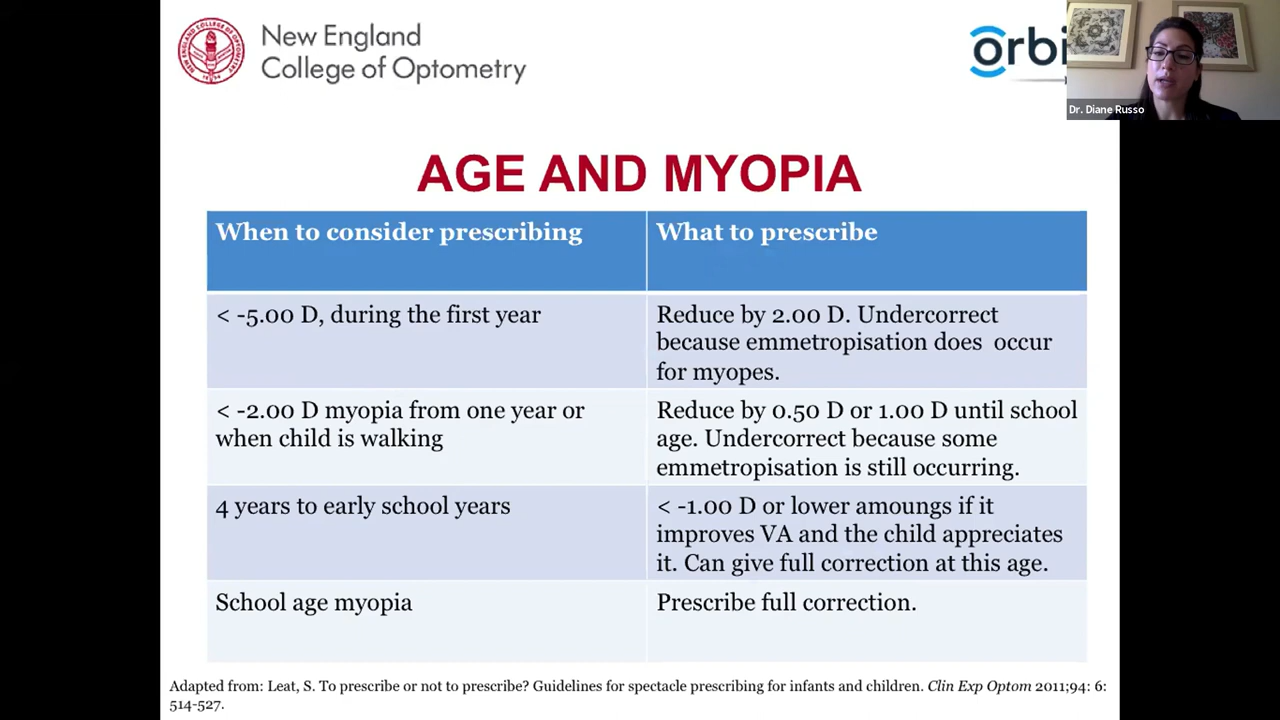 New England
College of Optometry
orbi
Dr. Diane Russo
AGE AND MYOPIA
When to consider prescribing
What to prescribe
< -5.00 D, during the first year
Reduce by 2.00 D. Undercorrect
because emmetropisation does occur
for myopes.
< -2.00 D myopia from one year or
when child is walking
Reduce by 0.50 D or 1.00 D until school
age. Undercorrect because some
emmetropisation is still occurring.
4 years to early school years
< -1.00 D or lower amoungs if it
improves VA and the child appreciates
it. Can give full correction at this age.
School age myopia
Prescribe full correction.
Adapted from: Leat, S. To prescribe or not to prescribe? Guidelines for spectacle prescribing for infants and children. Clin Exp Optom 2011;94: 6:
514-527.